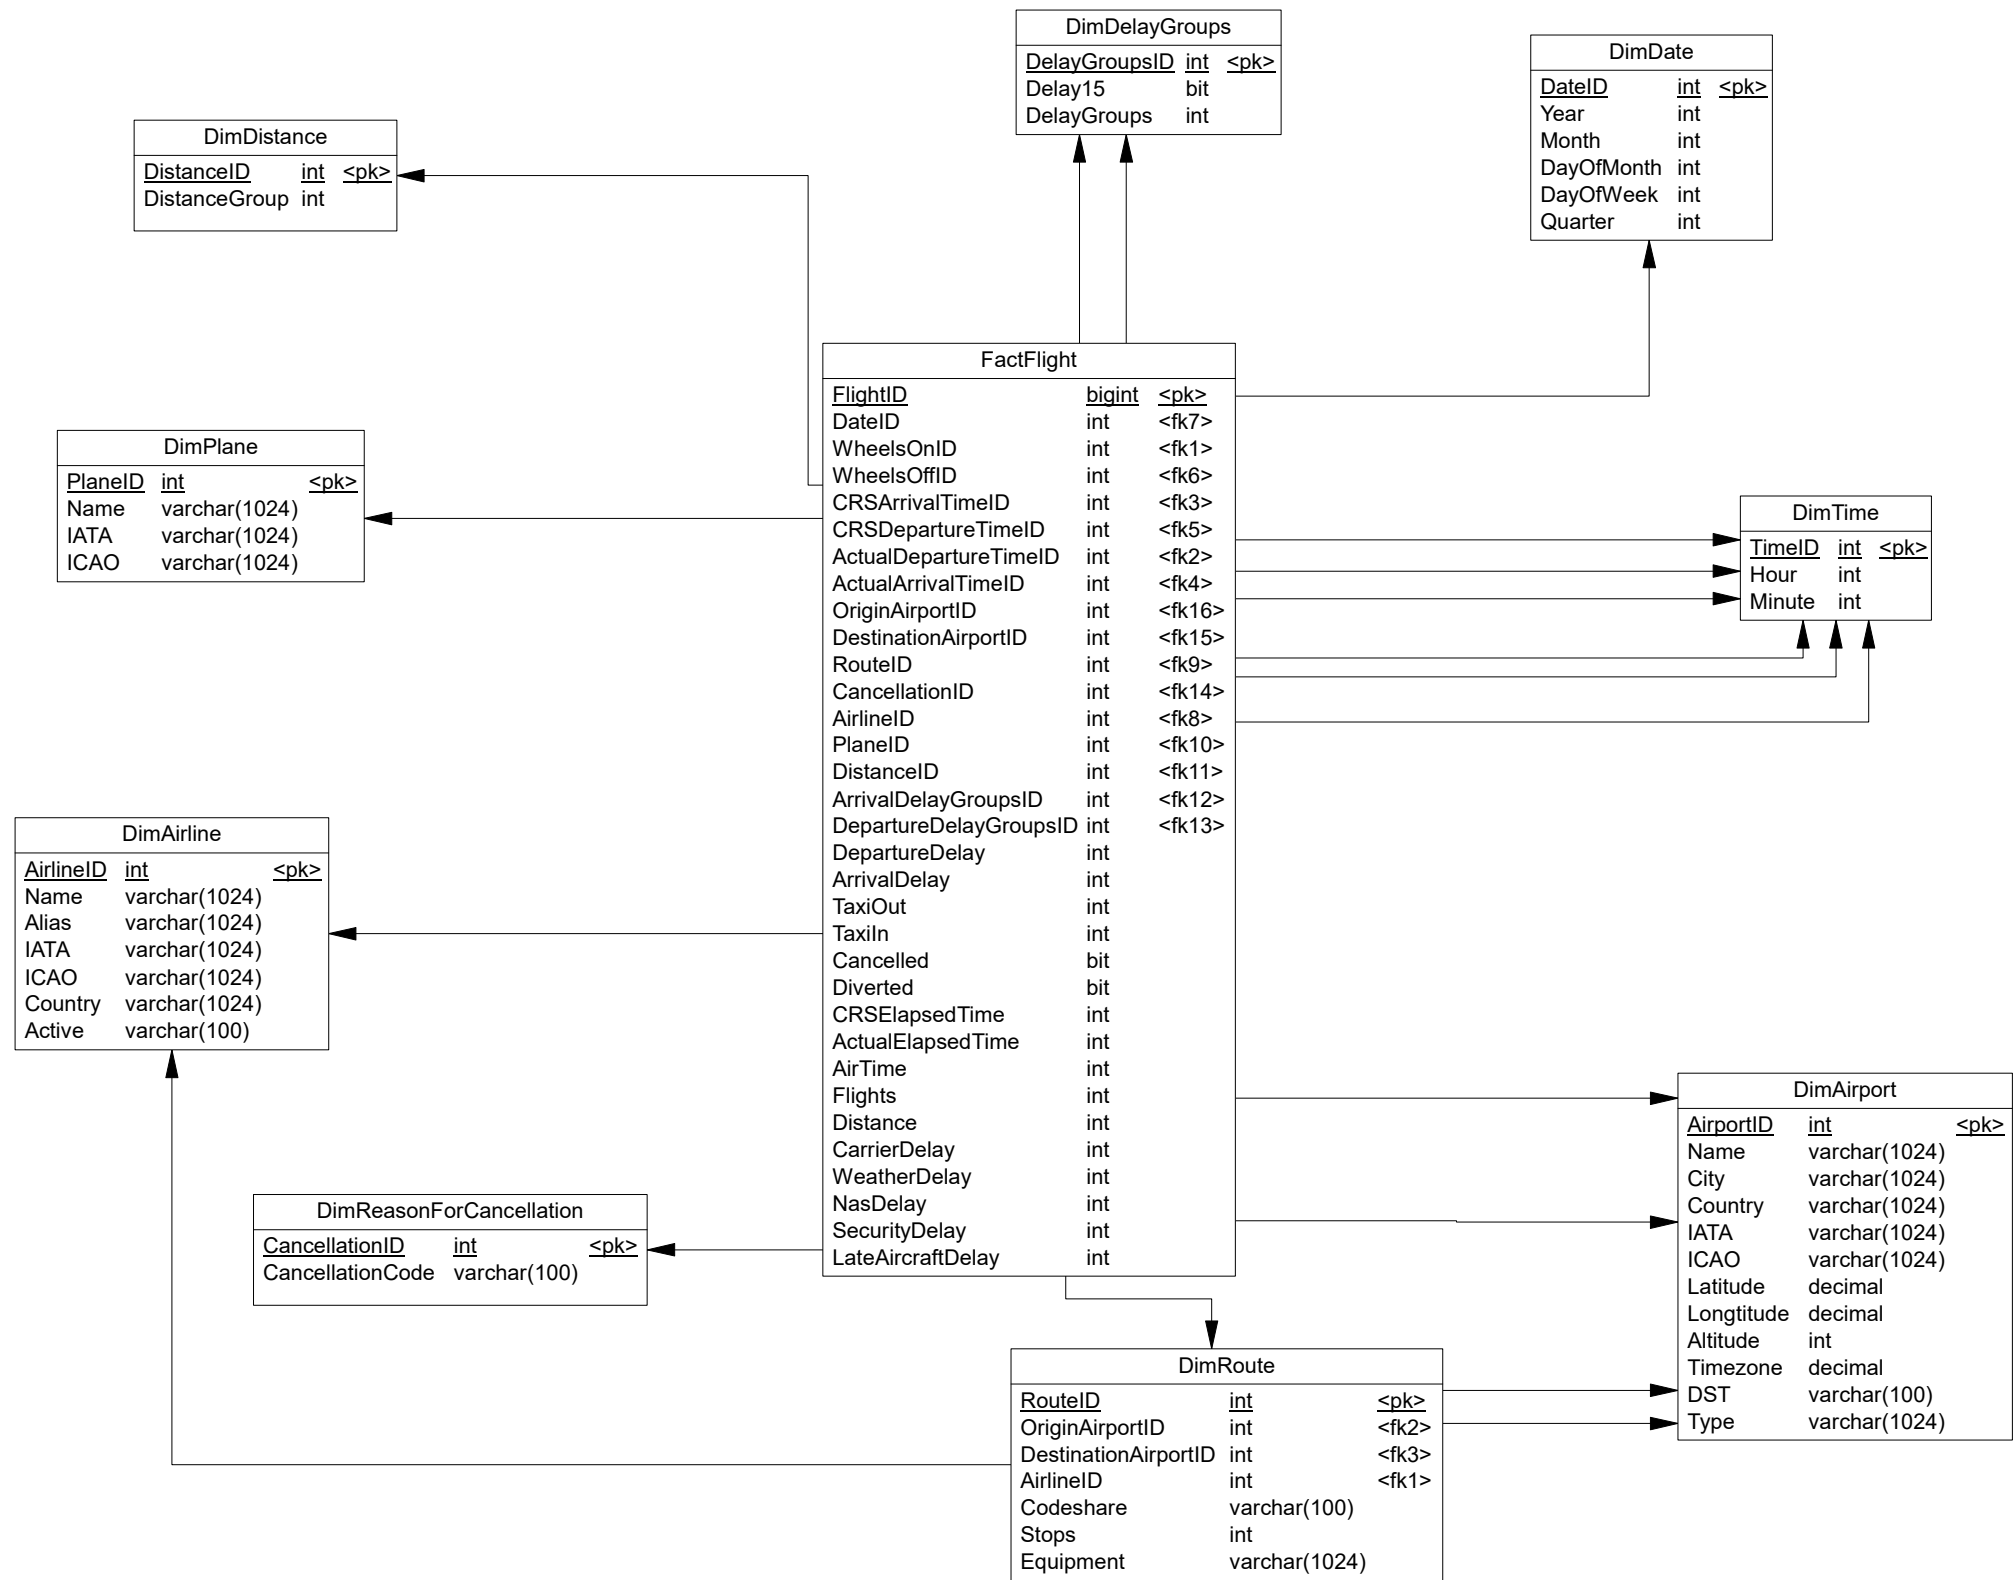 DimDelayGroups
DelayGroupsID int <pk>
Delay15 bit
DelayGroups int
DimDate
DateID int <pk>
Year int
Month int
DayOfMonth int
DayOfWeek int
Quarter int
DimDistance
DistanceID int <pk>
DistanceGroup int
FactFlight
FlightID bigint <pk>
DateID int <fk7>
WheelsOnID int <fk1>
WheelsOffID int <fk6>
CRSArrivalTimeID int <fk3>
CRSDepartureTimeID int <fk5>
ActualDepartureTimeID int <fk2>
ActualArrivalTimeID int <fk4>
OriginAirportID int <fk16>
DestinationAirportID int <fk15>
RouteID int <fk9>
CancellationID int <fk14>
AirlineID int <fk8>
PlaneID int <fk10>
DistanceID int <fk11>
ArrivalDelayGroupsID int <fk12>
DepartureDelayGroupsID int <fk13>
DepartureDelay int
ArrivalDelay int
TaxiOut int
TaxiIn int
Cancelled bit
Diverted bit
CRSElapsedTime int
ActualElapsedTime int
AirTime int
Flights int
Distance int
CarrierDelay int
WeatherDelay int
NasDelay int
SecurityDelay int
LateAircraftDelay int
DimPlane
PlaneID int <pk>
Name varchar(1024)
IATA varchar(1024)
ICAO varchar(1024)
DimTime
TimeID int <pk>
Hour int
Minute int
DimAirline
AirlineID int <pk>
Name varchar(1024)
Alias varchar(1024)
IATA varchar(1024)
ICAO varchar(1024)
Country varchar(1024)
Active varchar(100)
DimAirport
AirportID int <pk>
Name varchar(1024)
City varchar(1024)
Country varchar(1024)
IATA varchar(1024)
ICAO varchar(1024)
Latitude decimal
Longtitude decimal
Altitude int
Timezone decimal
DST varchar(100)
Type varchar(1024)
DimReasonForCancellation
CancellationID int <pk>
CancellationCode varchar(100)
DimRoute
RouteID int <pk>
OriginAirportID int <fk2>
DestinationAirportID int <fk3>
AirlineID int <fk1>
Codeshare varchar(100)
Stops int
Equipment varchar(1024)